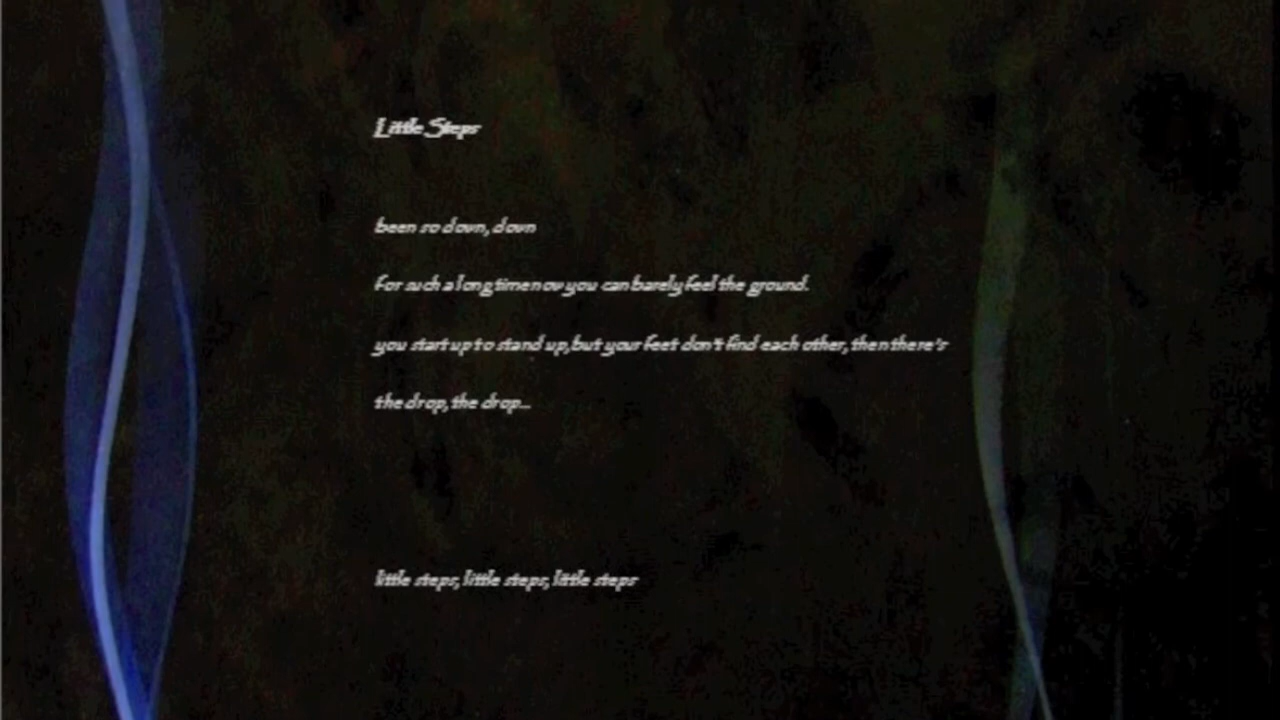 Little Steps
been so down, down
for such a long time now you can barely feel the ground.
you start up to stand up, but your feet don't find each other, then there's
the drop, the drop...
little steps, little steps, little steps